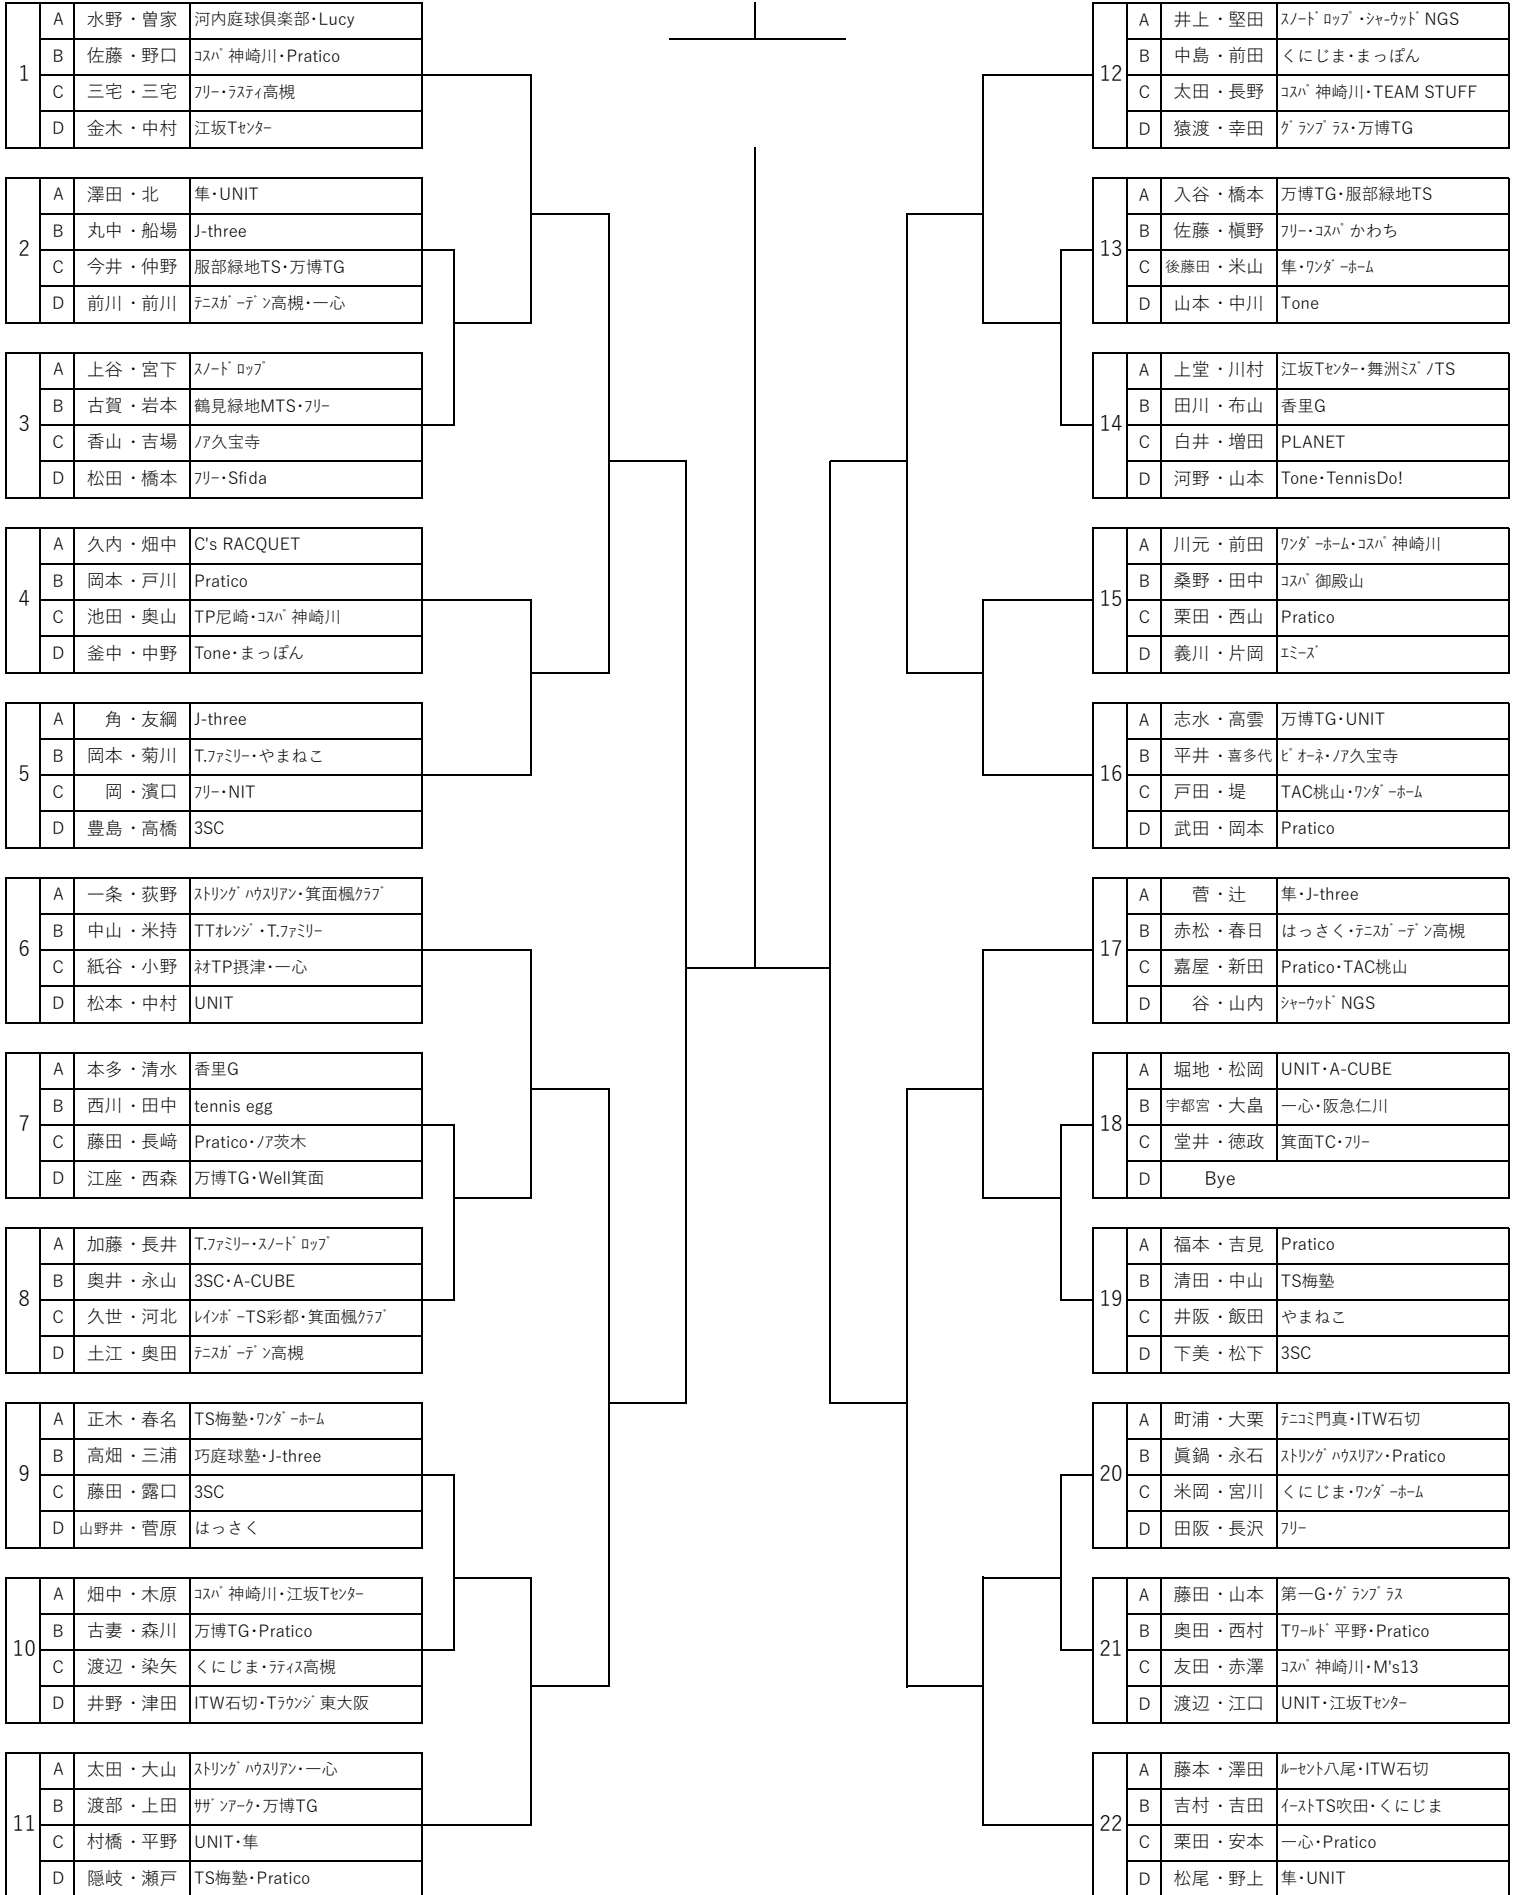 1
A 水野・曽家 河内庭球倶楽部・Lucy
B 佐藤・野口 ｺｽﾊﾟ神崎川・Pratico
C 三宅・三宅 ﾌﾘｰ・ﾗｽﾃｨ高槻
D 金木・中村 江坂Tｾﾝﾀｰ
2
A 澤田・北 隼・UNIT
B 丸中・船場 J-three
C 今井・仲野 服部緑地TS・万博TG
D 前川・前川 ﾃﾆｽｶﾞｰﾃﾞﾝ高槻・一心
3
A 上谷・宮下 ｽﾉｰﾄﾞﾛｯﾌﾟ
B 古賀・岩本 鶴見緑地MTS・ﾌﾘｰ
C 香山・吉場 ﾉｱ久宝寺
D 松田・橋本 ﾌﾘｰ・Sfida
4
A 久内・畑中 C's RACQUET
B 岡本・戸川 Pratico
C 池田・奥山 TP尼崎・ｺｽﾊﾟ神崎川
D 釜中・中野 Tone・まっぽん
5
A 角・友綱 J-three
B 岡本・菊川 T.ﾌｧﾐﾘｰ・やまねこ
C 岡・濱口 ﾌﾘｰ・NIT
D 豊島・高橋 3SC
6
A 一条・荻野 ｽﾄﾘﾝｸﾞﾊｳｽﾘｱﾝ・箕面楓ｸﾗﾌﾞ
B 中山・米持 TTｵﾚﾝｼﾞ・T.ﾌｧﾐﾘｰ
C 紙谷・小野 ﾈｵTP摂津・一心
D 松本・中村 UNIT
7
A 本多・清水 香里G
B 西川・田中 tennis egg
C 藤田・長﨑 Pratico・ﾉｱ茨木
D 江座・西森 万博TG・Well箕面
8
A 加藤・長井 T.ﾌｧﾐﾘｰ・ｽﾉｰﾄﾞﾛｯﾌﾟ
B 奥井・永山 3SC・A-CUBE
C 久世・河北 ﾚｲﾝﾎﾞｰTS彩都・箕面楓ｸﾗﾌﾞ
D 土江・奥田 ﾃﾆｽｶﾞｰﾃﾞﾝ高槻
9
A 正木・春名 TS梅塾・ﾜﾝﾀﾞｰﾎｰﾑ
B 高畑・三浦 巧庭球塾・J-three
C 藤田・露口 3SC
D 山野井・菅原 はっさく
10
A 畑中・木原 ｺｽﾊﾟ神崎川・江坂Tｾﾝﾀｰ
B 古妻・森川 万博TG・Pratico
C 渡辺・染矢 くにじま・ﾗﾃｨｽ高槻
D 井野・津田 ITW石切・Tﾗｳﾝｼﾞ東大阪
11
A 太田・大山 ｽﾄﾘﾝｸﾞﾊｳｽﾘｱﾝ・一心
B 渡部・上田 ｻｻﾞﾝｱｰｸ・万博TG
C 村橋・平野 UNIT・隼
D 隠岐・瀬戸 TS梅塾・Pratico
12
A 井上・堅田 ｽﾉｰﾄﾞﾛｯﾌﾟ・ｼｬｰｳｯﾄﾞNGS
B 中島・前田 くにじま・まっぽん
C 太田・長野 ｺｽﾊﾟ神崎川・TEAM STUFF
D 猿渡・幸田 ｸﾞﾗﾝﾌﾟﾗｽ・万博TG
13
A 入谷・橋本 万博TG・服部緑地TS
B 佐藤・槇野 ﾌﾘｰ・ｺｽﾊﾟかわち
C 後藤田・米山 隼・ﾜﾝﾀﾞｰﾎｰﾑ
D 山本・中川 Tone
14
A 上堂・川村 江坂Tｾﾝﾀｰ・舞洲ﾐｽﾞﾉTS
B 田川・布山 香里G
C 白井・増田 PLANET
D 河野・山本 Tone・TennisDo!
15
A 川元・前田 ﾜﾝﾀﾞｰﾎｰﾑ・ｺｽﾊﾟ神崎川
B 桑野・田中 ｺｽﾊﾟ御殿山
C 栗田・西山 Pratico
D 義川・片岡 ｴﾐｰｽﾞ
16
A 志水・高雲 万博TG・UNIT
B 平井・喜多代 ﾋﾟｵｰﾈ・ﾉｱ久宝寺
C 戸田・堤 TAC桃山・ﾜﾝﾀﾞｰﾎｰﾑ
D 武田・岡本 Pratico
17
A 菅・辻 隼・J-three
B 赤松・春日 はっさく・ﾃﾆｽｶﾞｰﾃﾞﾝ高槻
C 嘉屋・新田 Pratico・TAC桃山
D 谷・山内 ｼｬｰｳｯﾄﾞNGS
18
A 堀地・松岡 UNIT・A-CUBE
B 宇都宮・大畠 一心・阪急仁川
C 堂井・徳政 箕面TC・ﾌﾘｰ
D Bye
19
A 福本・吉見 Pratico
B 清田・中山 TS梅塾
C 井阪・飯田 やまねこ
D 下美・松下 3SC
20
A 町浦・大栗 ﾃﾆｺﾐ門真・ITW石切
B 眞鍋・永石 ｽﾄﾘﾝｸﾞﾊｳｽﾘｱﾝ・Pratico
C 米岡・宮川 くにじま・ﾜﾝﾀﾞｰﾎｰﾑ
D 田阪・長沢 ﾌﾘｰ
21
A 藤田・山本 第一G・ｸﾞﾗﾝﾌﾟﾗｽ
B 奥田・西村 Tﾜｰﾙﾄﾞ平野・Pratico
C 友田・赤澤 ｺｽﾊﾟ神崎川・M's13
D 渡辺・江口 UNIT・江坂Tｾﾝﾀｰ
22
A 藤本・澤田 ﾙｰｾﾝﾄ八尾・ITW石切
B 吉村・吉田 ｲｰｽﾄTS吹田・くにじま
C 栗田・安本 一心・Pratico
D 松尾・野上 隼・UNIT